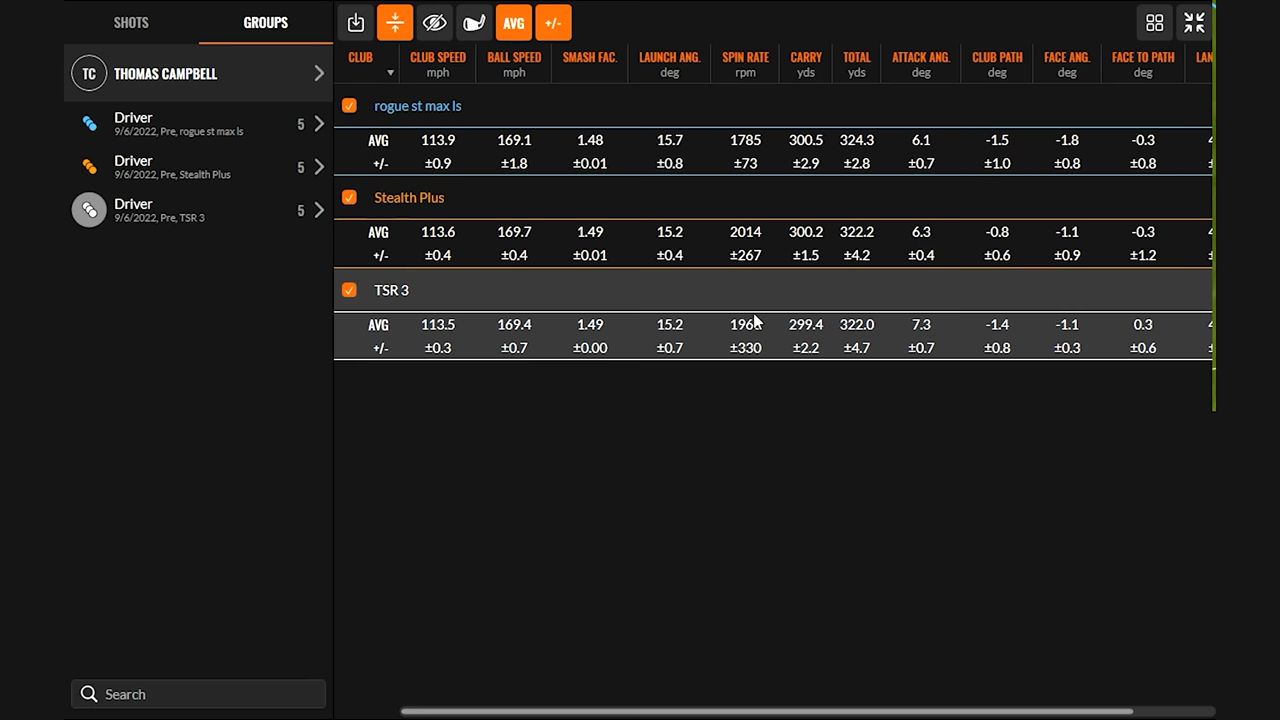 SHOTS GROUPS
TC THOMAS CAMPBELL
Driver
9/6/2022, Pre, rogue st max ls 5
Driver
9/6/2022, Pre, Stealth Plus 5
Driver
9/6/2022, Pre, TSR 3 5
Search
AVG +/-
CLUB CLUB SPEED BALL SPEED SMASH FAC. LAUNCH ANG. SPIN RATE CARRY TOTAL ATTACK ANG. CLUB PATH FACE ANG. FACE TO PATH LAN
mph mph deg rpm yds yds deg deg deg deg
rogue st max ls
AVG 113.9 169.1 1.48 15.7 1785 300.5 324.3 6.1 -1.5 -1.8 -0.3
+/- ±0.9 ±1.8 ±0.01 ±0.8 ±73 ±2.9 ±2.8 ±0.7 ±1.0 ±0.8 ±0.8
Stealth Plus
AVG 113.6 169.7 1.49 15.2 2014 300.2 322.2 6.3 -0.8 -1.1 -0.3
+/- ±0.4 ±0.4 ±0.01 ±0.4 ±267 ±1.5 ±4.2 ±0.4 ±0.6 ±0.9 ±1.2
TSR 3
AVG 113.5 169.4 1.49 15.2 299.4 322.0 7.3 -1.4 -1.1 0.3
+/- ±0.3 ±0.7 ±0.00 ±0.7 ±330 ±2.2 ±4.7 ±0.7 ±0.8 ±0.3 ±0.6